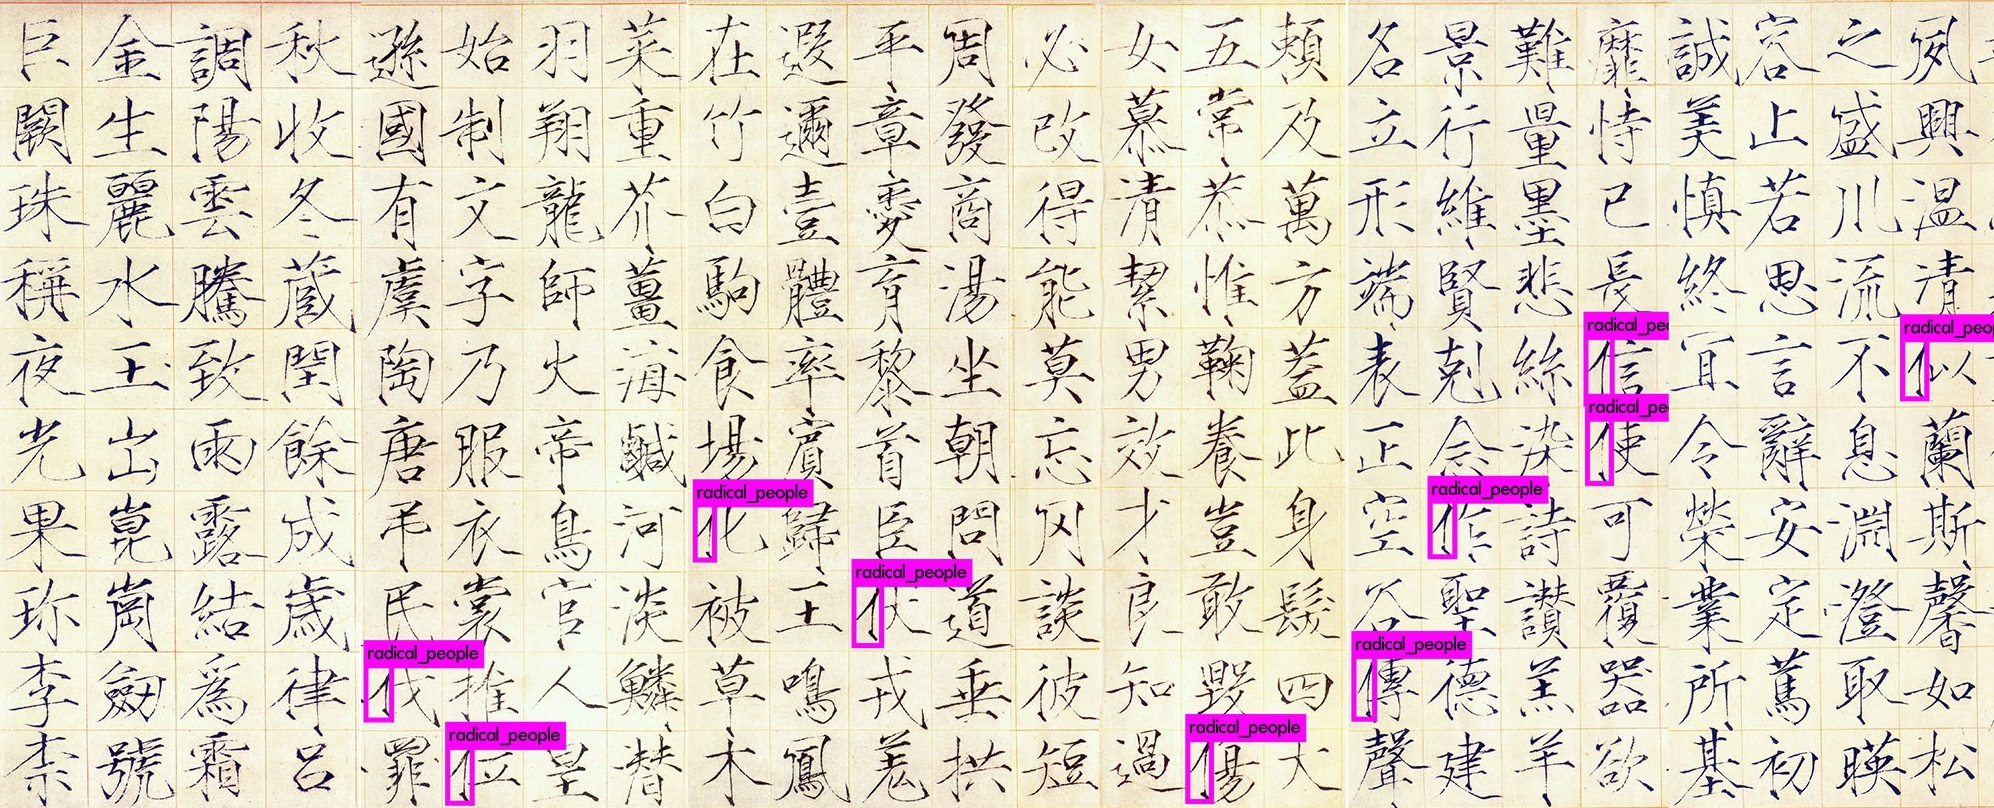 秋收冬藏閏餘成歲律呂
調陽雲騰致雨露結為霜
金生麗水玉出崑崗劒號
巨闕珠稱夜光果珎李柰
菜重芥薑海鹹河淡鱗潛
羽翔龍師火帝鳥官人皇
始制文字乃服衣裳推位
遜國有虞陶唐弔民伐罪
周發商湯坐朝問道垂拱
平章愛育黎首臣伏戎羌
遐邇壹體率賓歸王鳴鳳
在竹白駒食場化被草木
頼及萬方蓋此身髮四大
五常恭惟鞠養豈敢毀傷
女慕清絜男效才良知過
必改得能莫忘罔談彼短
靡恃己長信使可覆器欲
難量墨悲絲染詩讚羔羊
景行維賢剋念作聖德建
名立形端表正空谷傳聲
夙興温清似蘭斯馨如松
之盛川流不息淵澄取暎
容止若思言辭安定篤初
誠美慎終宜令榮業所基
radical_people
radical_people
radical_people
radical_people
radical_people
radical_people
radical_people
radical_pe
radical_pe
radical_peo